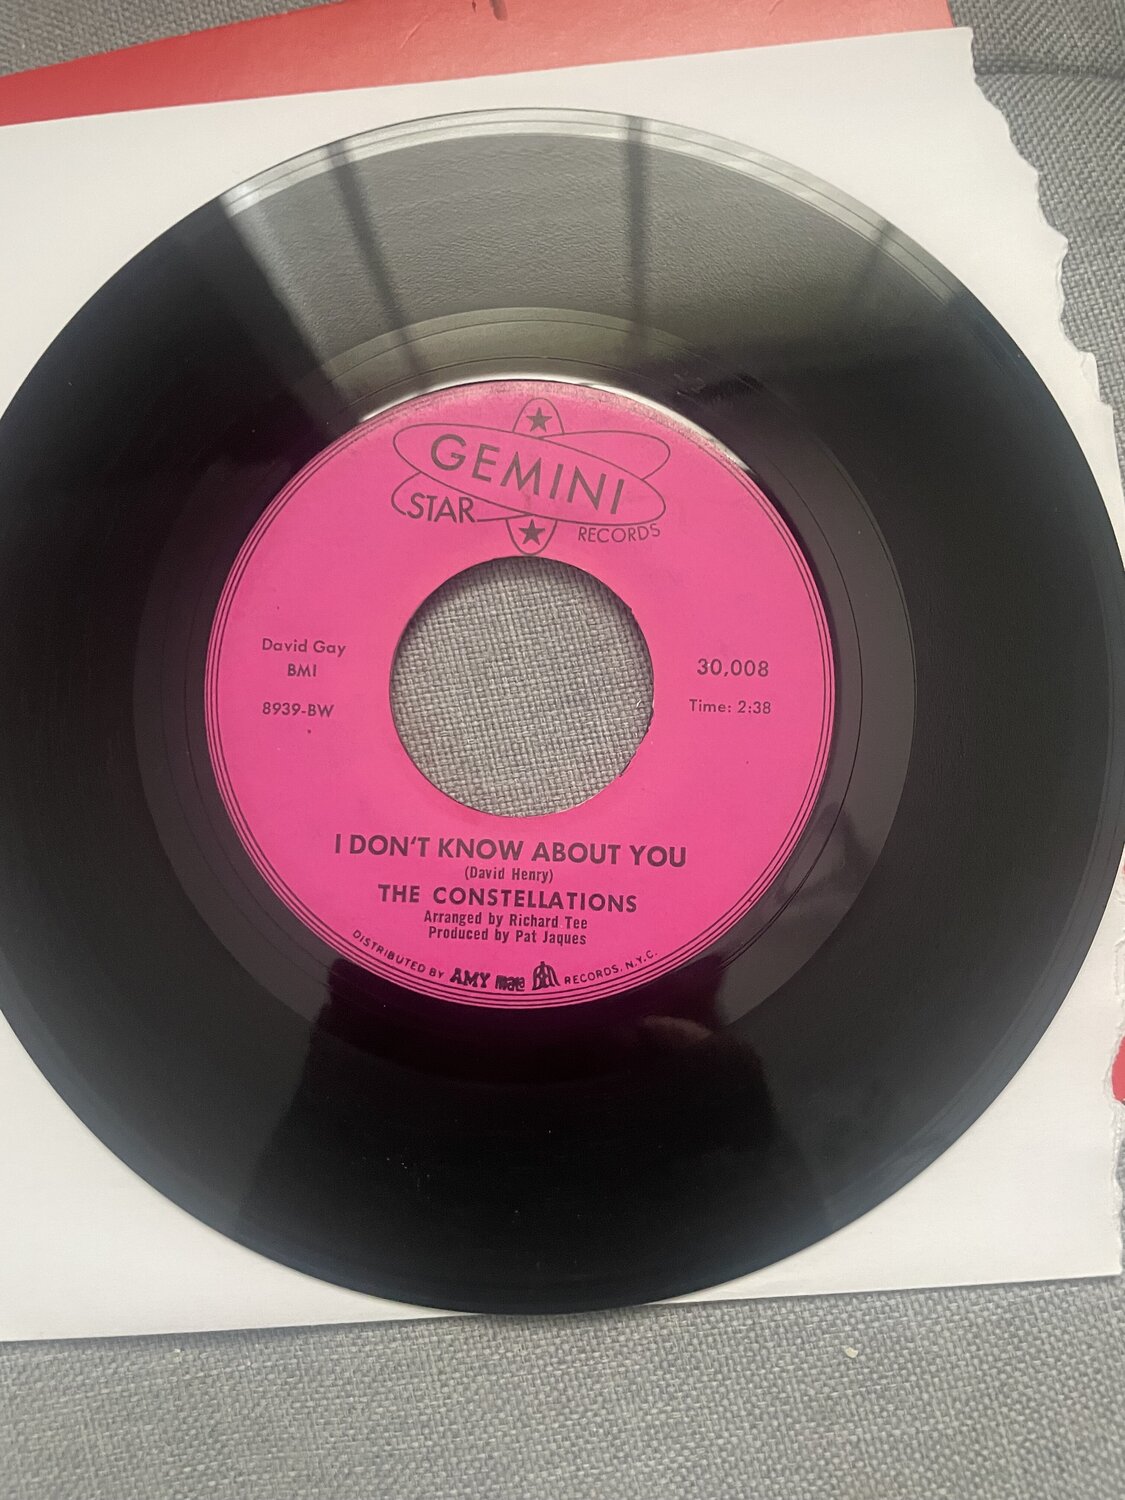 GEMINI
STAR
RECORDS
David Gay
BMI
8939-BW
30,008
Time: 2:38
I DON'T KNOW ABOUT YOU
(David Henry)
THE CONSTELLATIONS
Arranged by Richard Tee
Produced by Pat Jaques
DISTRIBUTED BY AMY mala Bell RECORDS, N.Y.C.